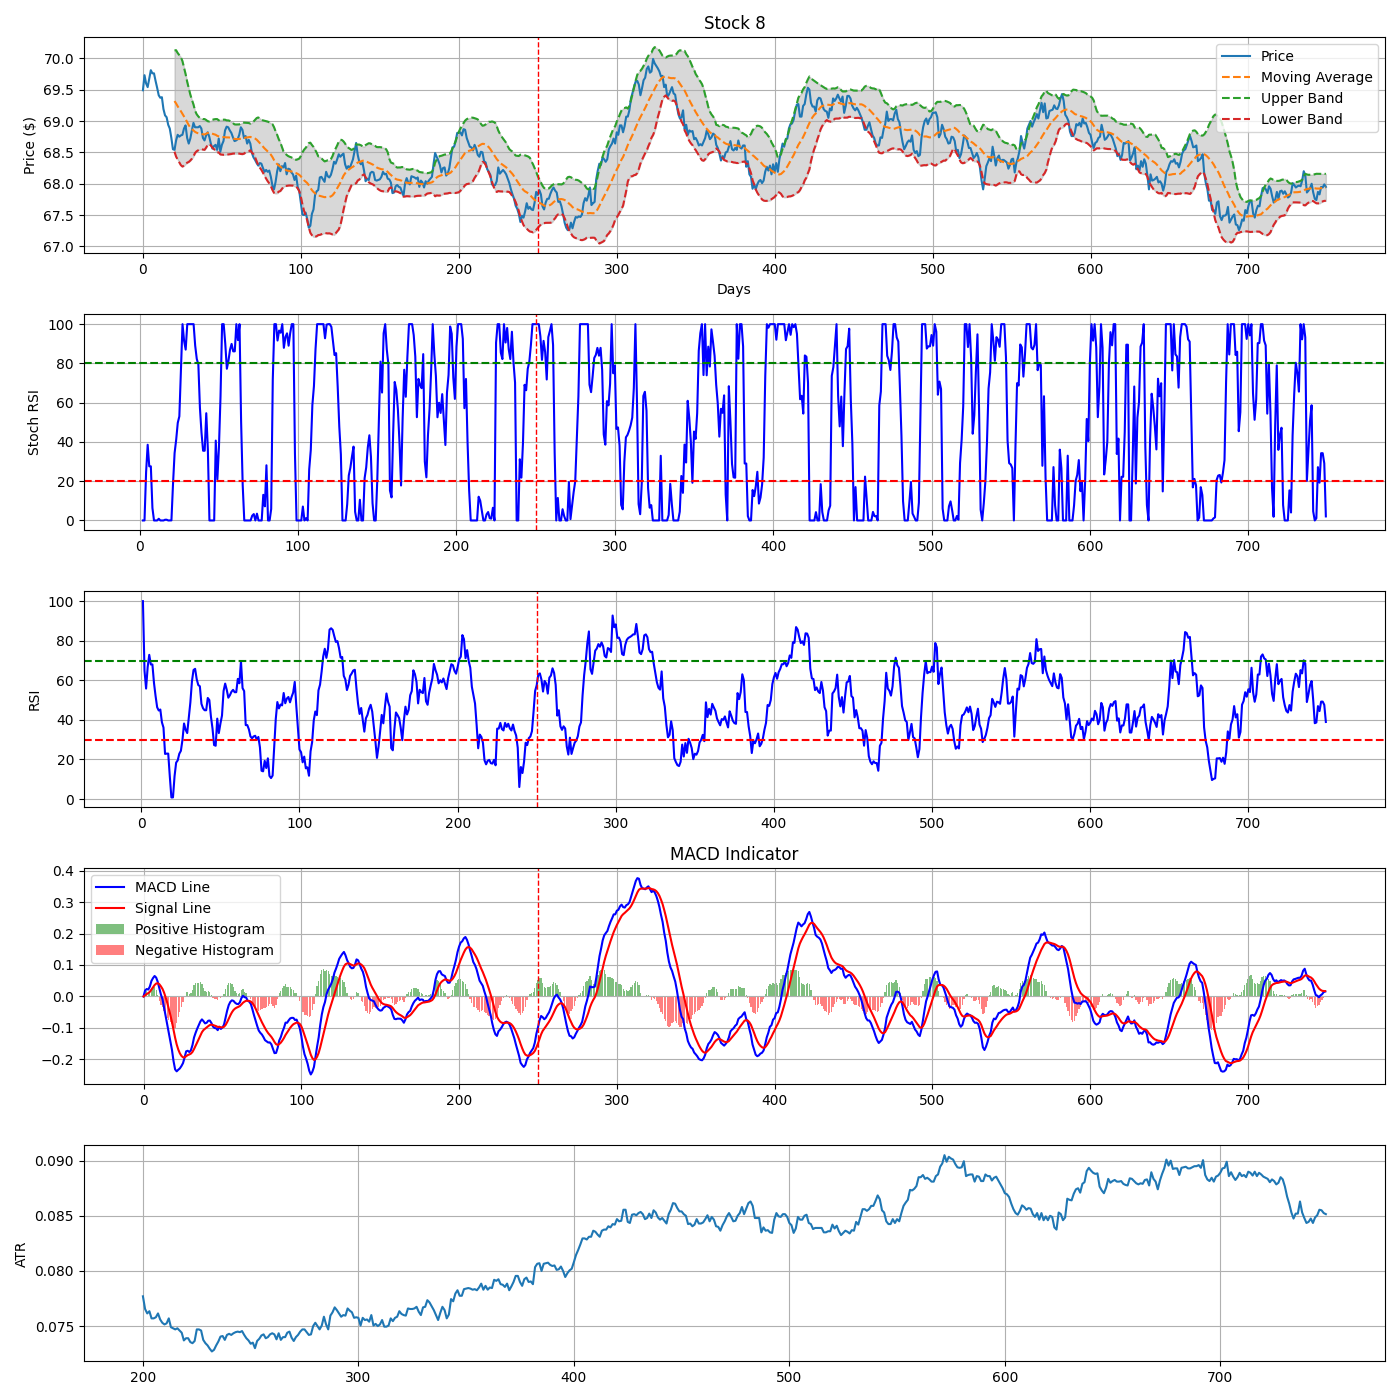 Stock 8
Price ($)
70.0
69.5
69.0
68.5
68.0
67.5
67.0
Price
Moving Average
Upper Band
Lower Band
0 100 200 300 400 500 600 700
Days
Stoch RSI
100
80
60
40
20
0
0 100 200 300 400 500 600 700
RSI
100
80
60
40
20
0
0 100 200 300 400 500 600 700
MACD Indicator
0.4
0.3
0.2
0.1
0.0
−0.1
−0.2
MACD Line
Signal Line
Positive Histogram
Negative Histogram
0 100 200 300 400 500 600 700
ATR
0.090
0.085
0.080
0.075
200 300 400 500 600 700